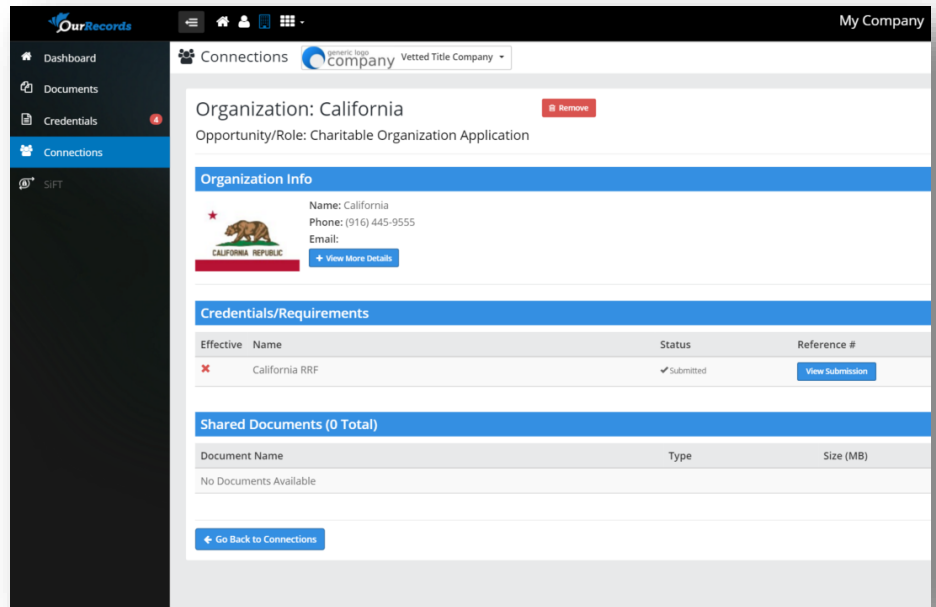 OurRecords
My Company
Dashboard
Documents
Credentials 4
Connections
SiFT
Connections generic logo company Vetted Title Company
Organization: California
Remove
Opportunity/Role: Charitable Organization Application
Organization Info
CALIFORNIA REPUBLIC
Name: California
Phone: (916) 445-9555
Email:
+ View More Details
Credentials/Requirements
Effective Name Status Reference #
California RRF Submitted View Submission
Shared Documents (0 Total)
Document Name Type Size (MB)
No Documents Available
Go Back to Connections